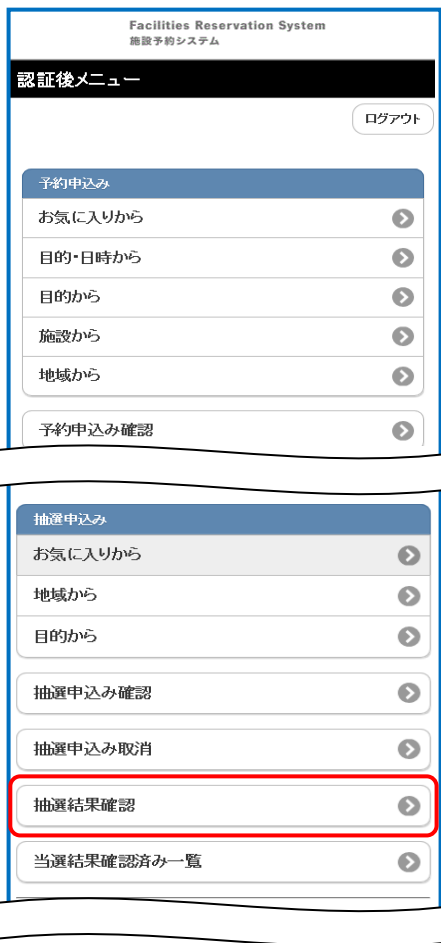 Facilities Reservation System
施設予約システム
認証後メニュー
ログアウト
予約申込み
お気に入りから
目的・日時から
目的から
施設から
地域から
予約申込み確認
抽選申込み
お気に入りから
地域から
目的から
抽選申込み確認
抽選申込み取消
抽選結果確認
当選結果確認済み一覧